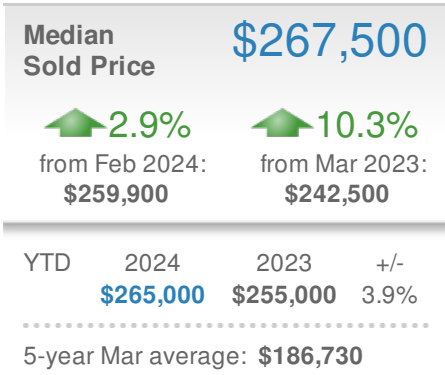 Median
Sold Price
$267,500
2.9%
from Feb 2024:
$259,900
10.3%
from Mar 2023:
$242,500
YTD 2024 2023 +/-
$265,000 $255,000 3.9%
5-year Mar average: $186,730